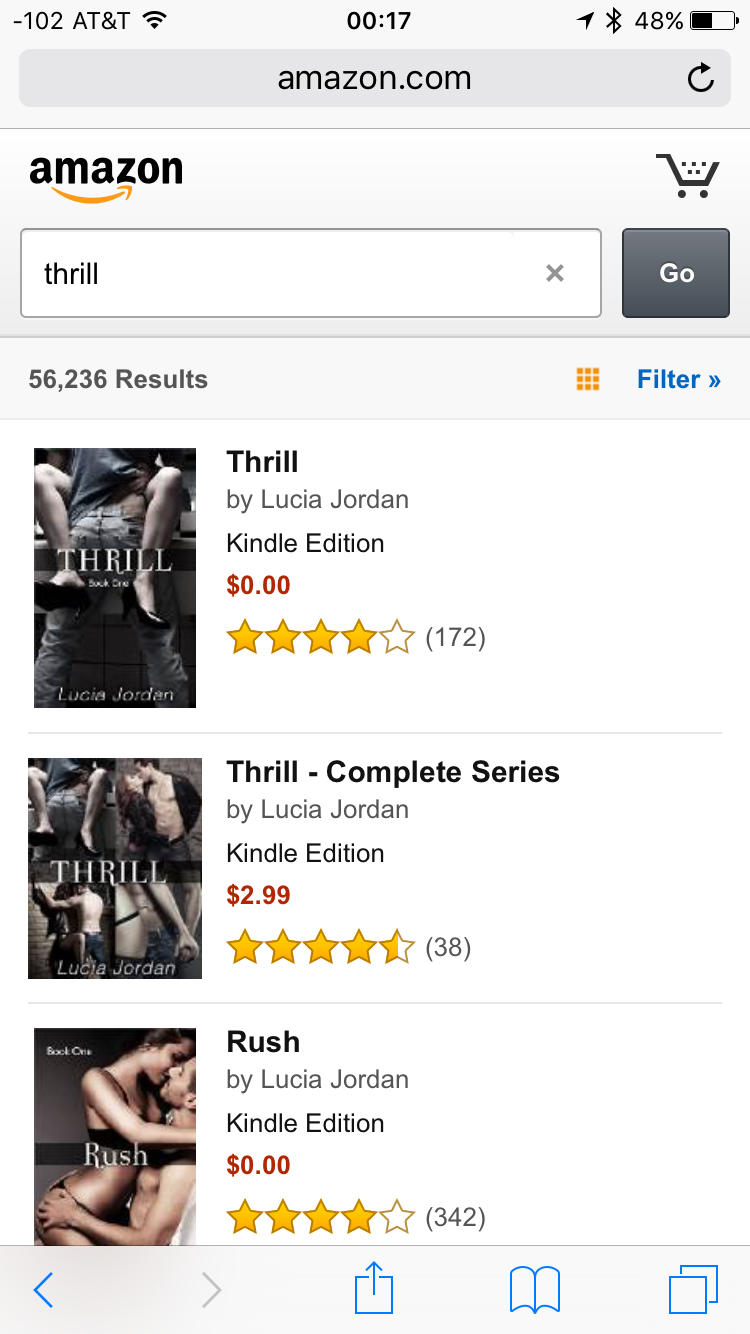 -102 AT&T 00:17 48%
amazon.com
amazon
thrill × Go
56,236 Results Filter »
Thrill
by Lucia Jordan
Kindle Edition
$0.00
(172)
THRILL
Book One
Lucia Jordan
Thrill - Complete Series
by Lucia Jordan
Kindle Edition
$2.99
(38)
THRILL
Lucia Jordan
Rush
by Lucia Jordan
Kindle Edition
$0.00
(342)
Book One
Rush